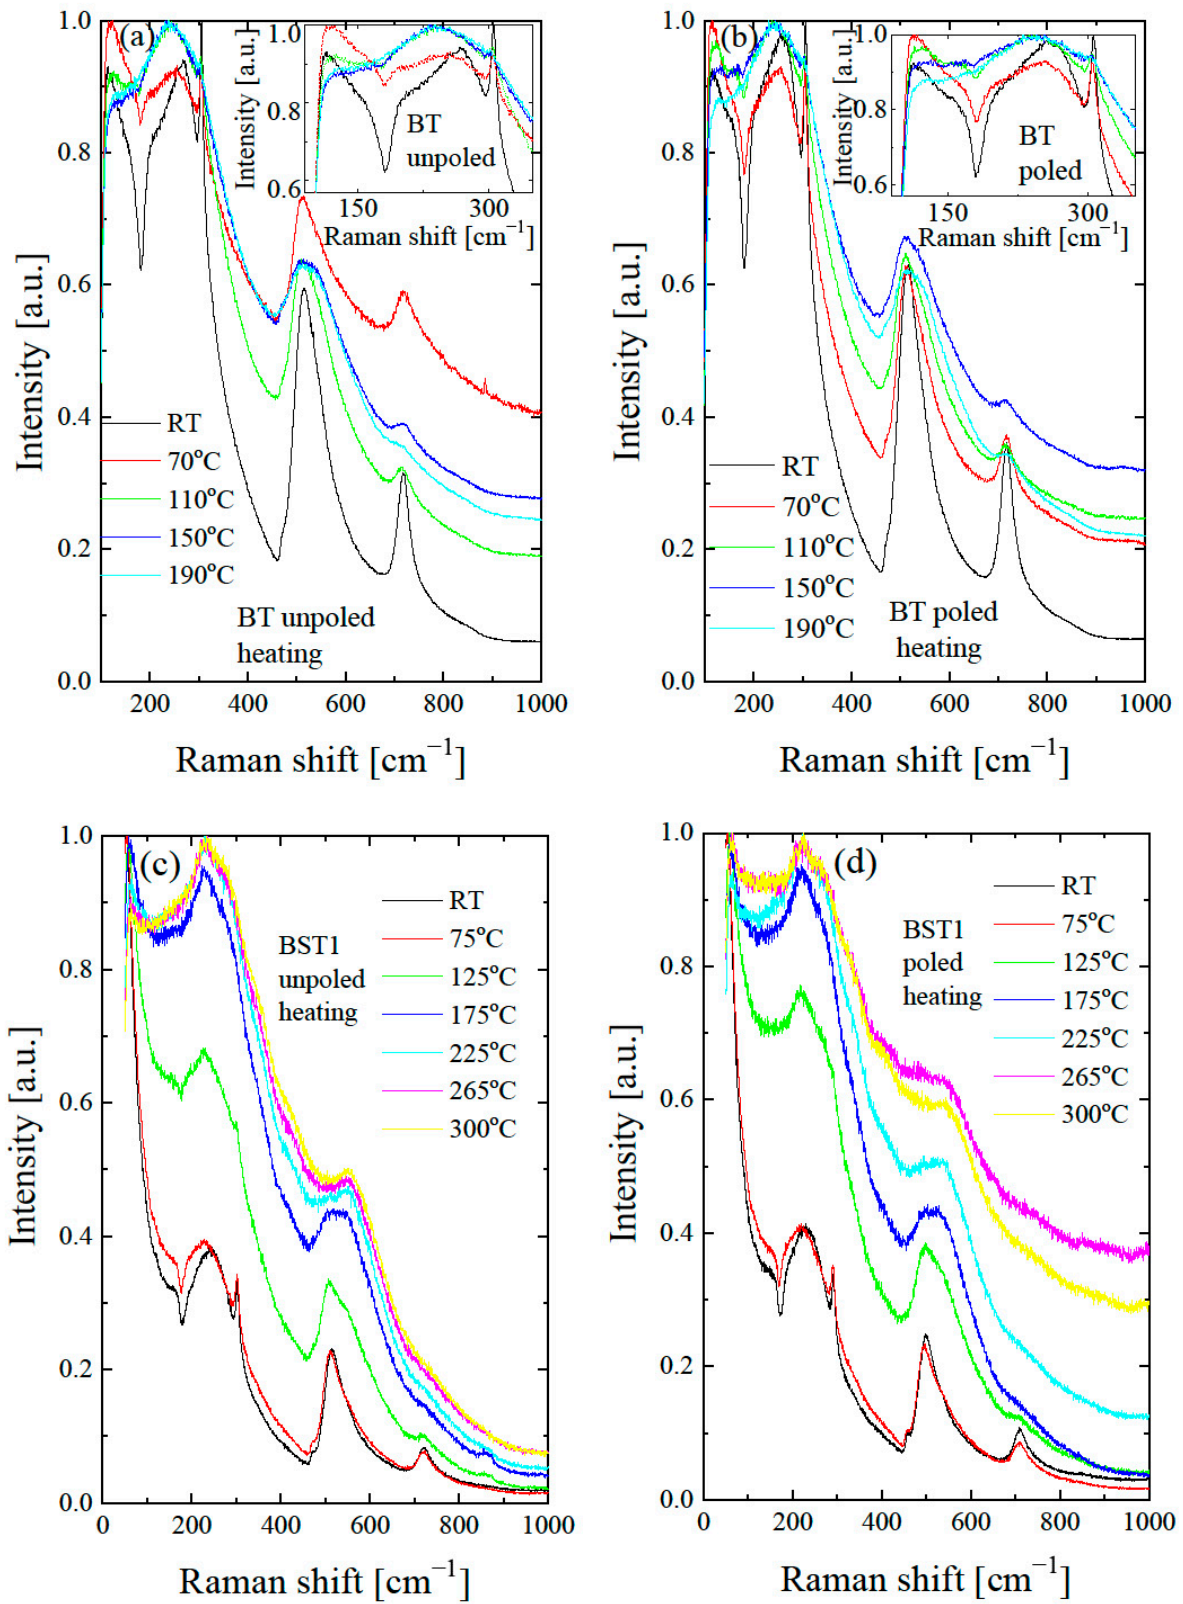 (a)
1.0
0.8
0.6
0.4
0.2
0.0
Intensity [a.u.]
200 400 600 800 1000
Raman shift [cm⁻¹]
RT
70°C
110°C
150°C
190°C
BT unpoled
heating
1.0
0.8
0.6
Intensity [a.u.]
BT
unpoled
150 300
Raman shift [cm⁻¹]
(b)
1.0
0.8
0.6
0.4
0.2
0.0
Intensity [a.u.]
200 400 600 800 1000
Raman shift [cm⁻¹]
RT
70°C
110°C
150°C
190°C
BT poled
heating
1.0
0.8
0.6
Intensity [a.u.]
BT
poled
150 300
Raman shift [cm⁻¹]
(c)
1.0
0.8
0.6
0.4
0.2
0.0
Intensity [a.u.]
0 200 400 600 800 1000
Raman shift [cm⁻¹]
BST1
unpoled
heating
RT
75°C
125°C
175°C
225°C
265°C
300°C
(d)
1.0
0.8
0.6
0.4
0.2
0.0
Intensity [a.u.]
0 200 400 600 800 1000
Raman shift [cm⁻¹]
BST1
poled
heating
RT
75°C
125°C
175°C
225°C
265°C
300°C